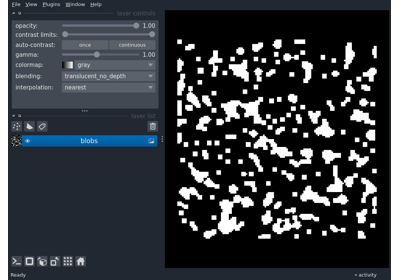 File View Plugins Window Help
layer controls
opacity: 1.00
contrast limits:
auto-contrast: once continuous
gamma: 1.00
colormap: gray
blending: translucent_no_depth
interpolation: nearest
layer list
blobs
Ready activity